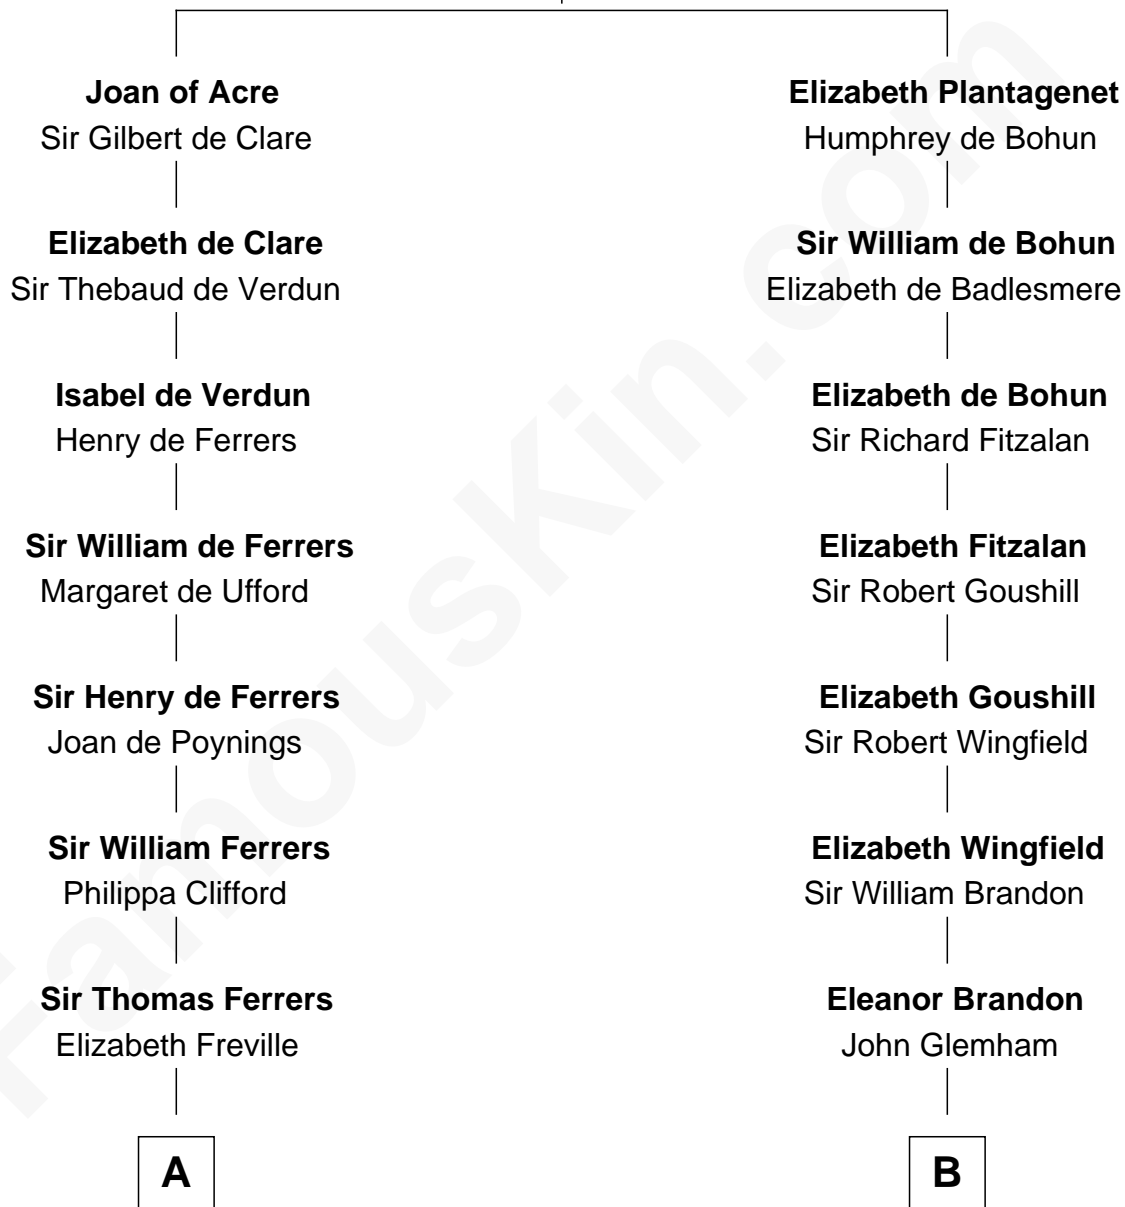 Joan of Acre
Sir Gilbert de Clare
Elizabeth de Clare
Sir Thebaud de Verdun
Isabel de Verdun
Henry de Ferrers
Sir William de Ferrers
Margaret de Ufford
Sir Henry de Ferrers
Joan de Poynings
Sir William Ferrers
Philippa Clifford
Sir Thomas Ferrers
Elizabeth Freville
A
Elizabeth Plantagenet
Humphrey de Bohun
Sir William de Bohun
Elizabeth de Badlesmere
Elizabeth de Bohun
Sir Richard Fitzalan
Elizabeth Fitzalan
Sir Robert Goushill
Elizabeth Goushill
Sir Robert Wingfield
Elizabeth Wingfield
Sir William Brandon
Eleanor Brandon
John Glemham
B
FamousKin.com